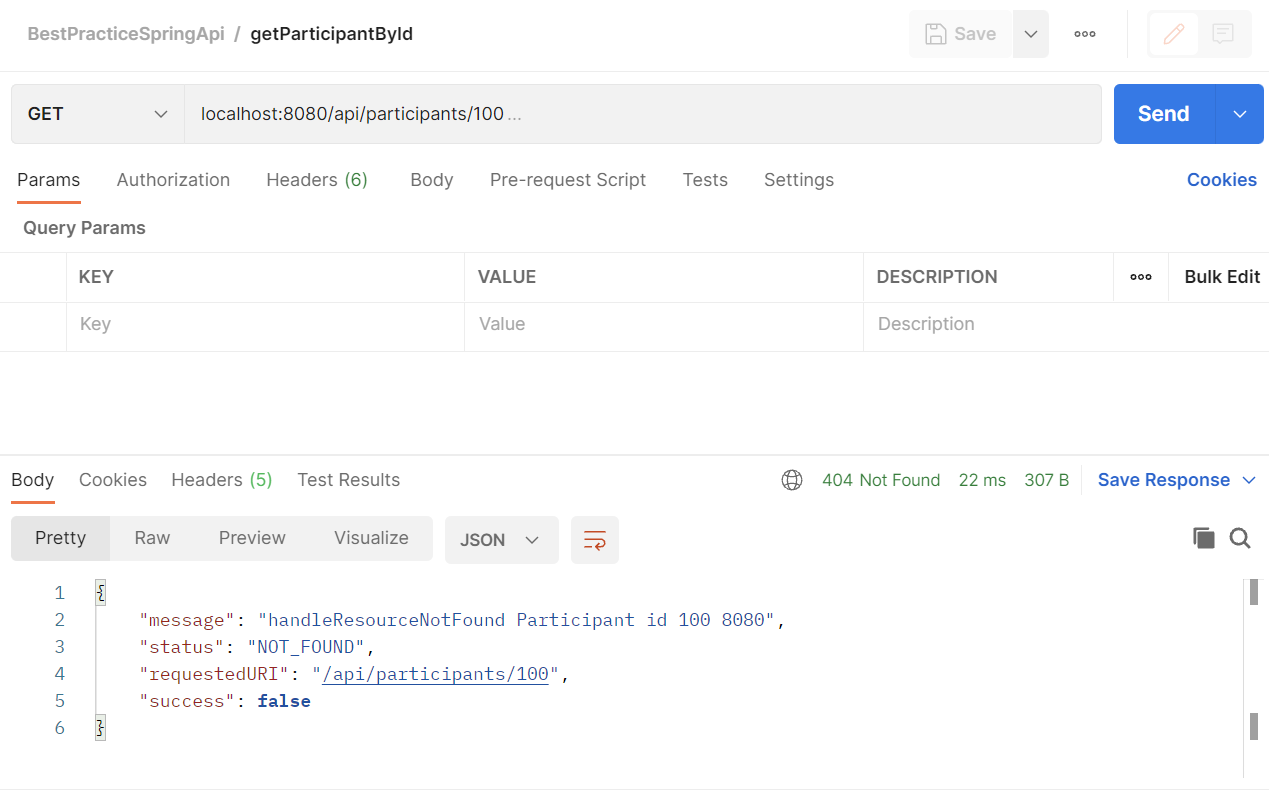 BestPracticeSpringApi / getParticipantById Save
GET localhost:8080/api/participants/100 ... Send
Params Authorization Headers (6) Body Pre-request Script Tests Settings Cookies
Query Params
KEY VALUE DESCRIPTION Bulk Edit
Key Value Description
Body Cookies Headers (5) Test Results 404 Not Found 22 ms 307 B Save Response
Pretty Raw Preview Visualize JSON
1 {
2 "message": "handleResourceNotFound Participant id 100 8080",
3 "status": "NOT_FOUND",
4 "requestedURI": "/api/participants/100",
5 "success": false
6 }